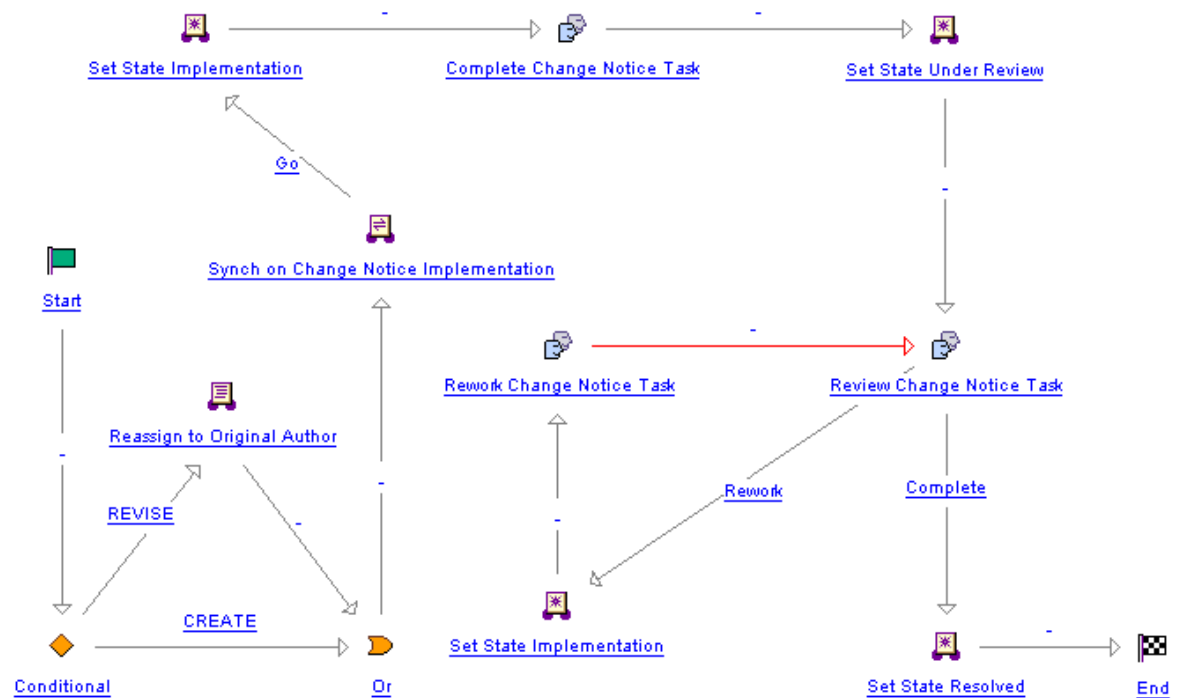 -
-
Set State Implementation
Complete Change Notice Task
Set State Under Review
Go
-
Synch on Change Notice Implementation
Start
-
Rework Change Notice Task
Review Change Notice Task
Reassign to Original Author
-
-
Rework
Complete
REVISE
-
-
CREATE
-
Set State Implementation
Conditional
Or
Set State Resolved
End